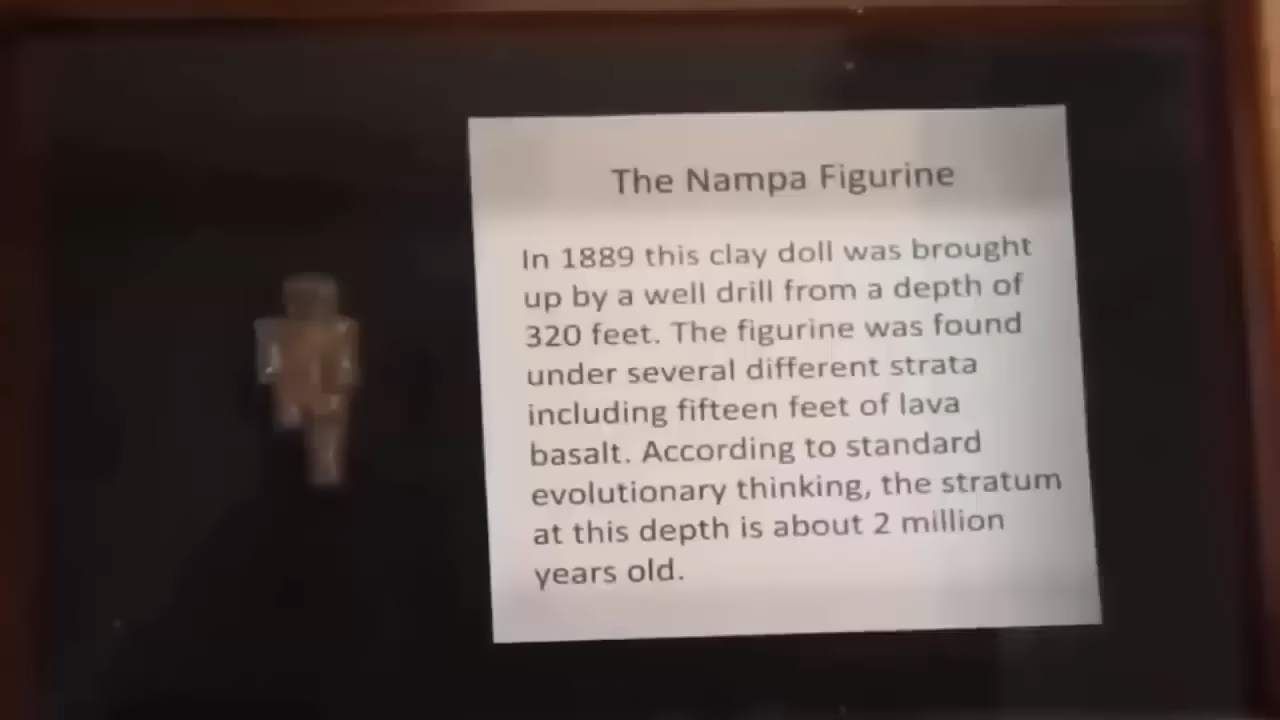 The Nampa Figurine
In 1889 this clay doll was brought
up by a well drill from a depth of
320 feet. The figurine was found
under several different strata
including fifteen feet of lava
basalt. According to standard
evolutionary thinking, the stratum
at this depth is about 2 million
years old.